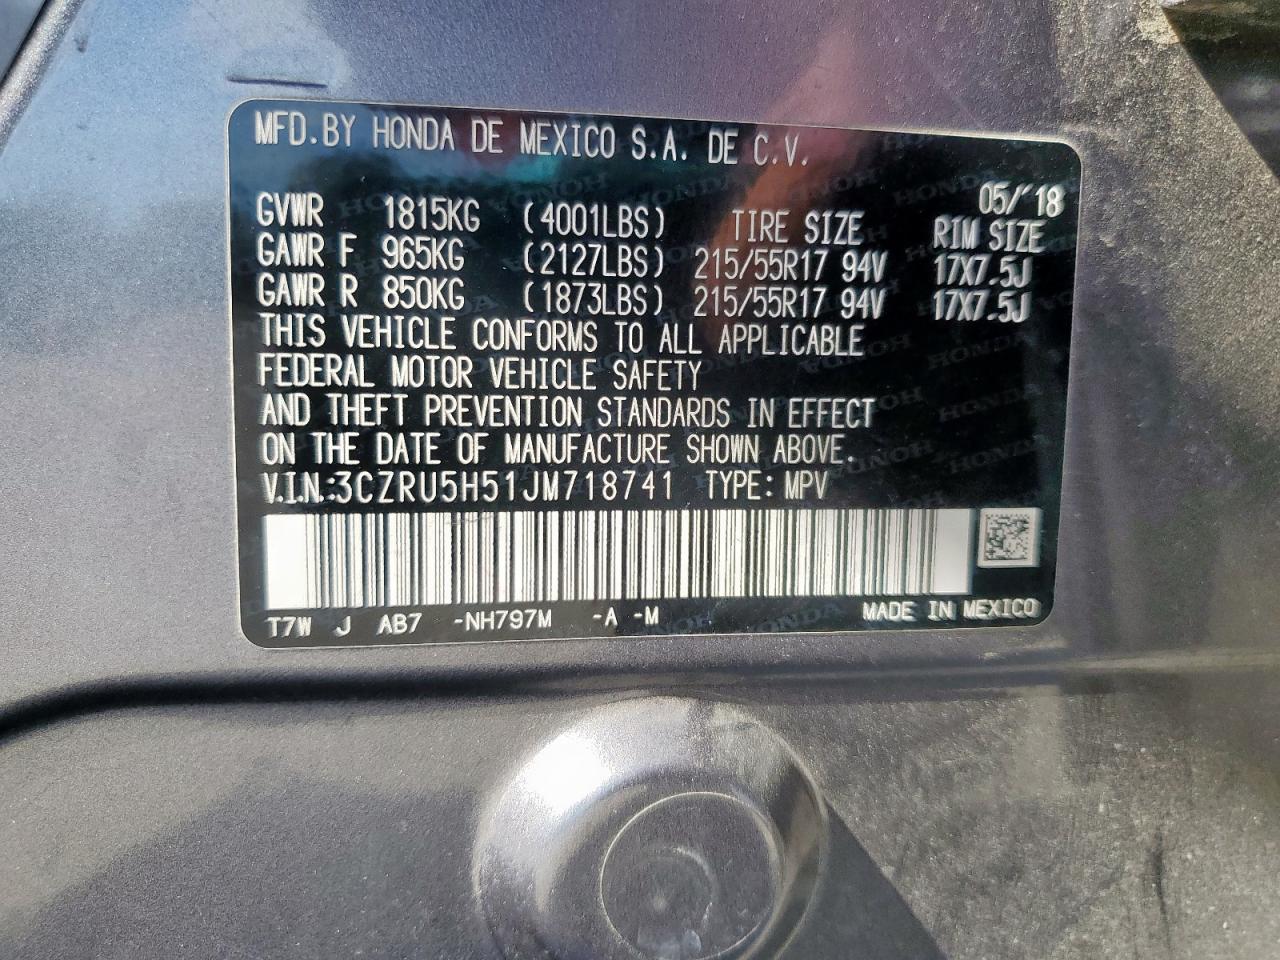 MFD.BY HONDA DE MEXICO S.A. DE C.V.
05/'18
GVWR 1815KG (4001LBS) TIRE SIZE RIM SIZE
GAWR F 965KG (2127LBS) 215/55R17 94V 17X7.5J
GAWR R 850KG (1873LBS) 215/55R17 94V 17X7.5J
THIS VEHICLE CONFORMS TO ALL APPLICABLE
FEDERAL MOTOR VEHICLE SAFETY
AND THEFT PREVENTION STANDARDS IN EFFECT
ON THE DATE OF MANUFACTURE SHOWN ABOVE.
V.I.N.:3CZRU5H51JM718741 TYPE: MPV
T7W J AB7 -NH797M -A -M MADE IN MEXICO